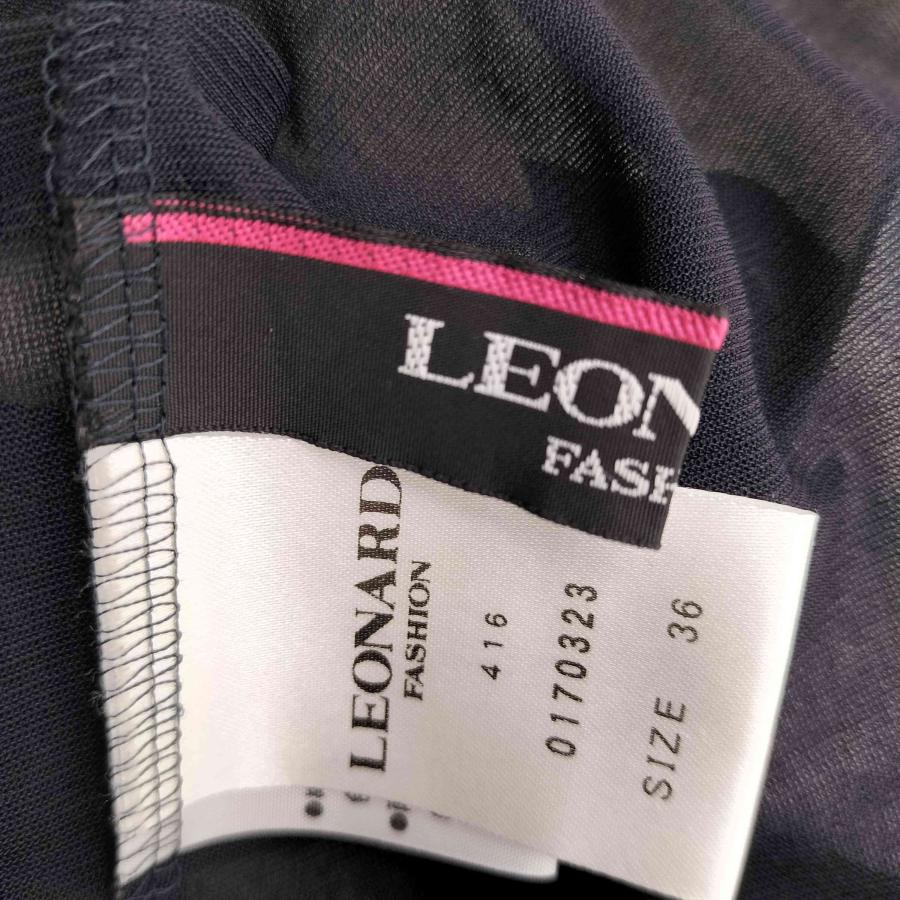 LEON
FASH
LEONARD
FASHION
416
0170323
SIZE 36